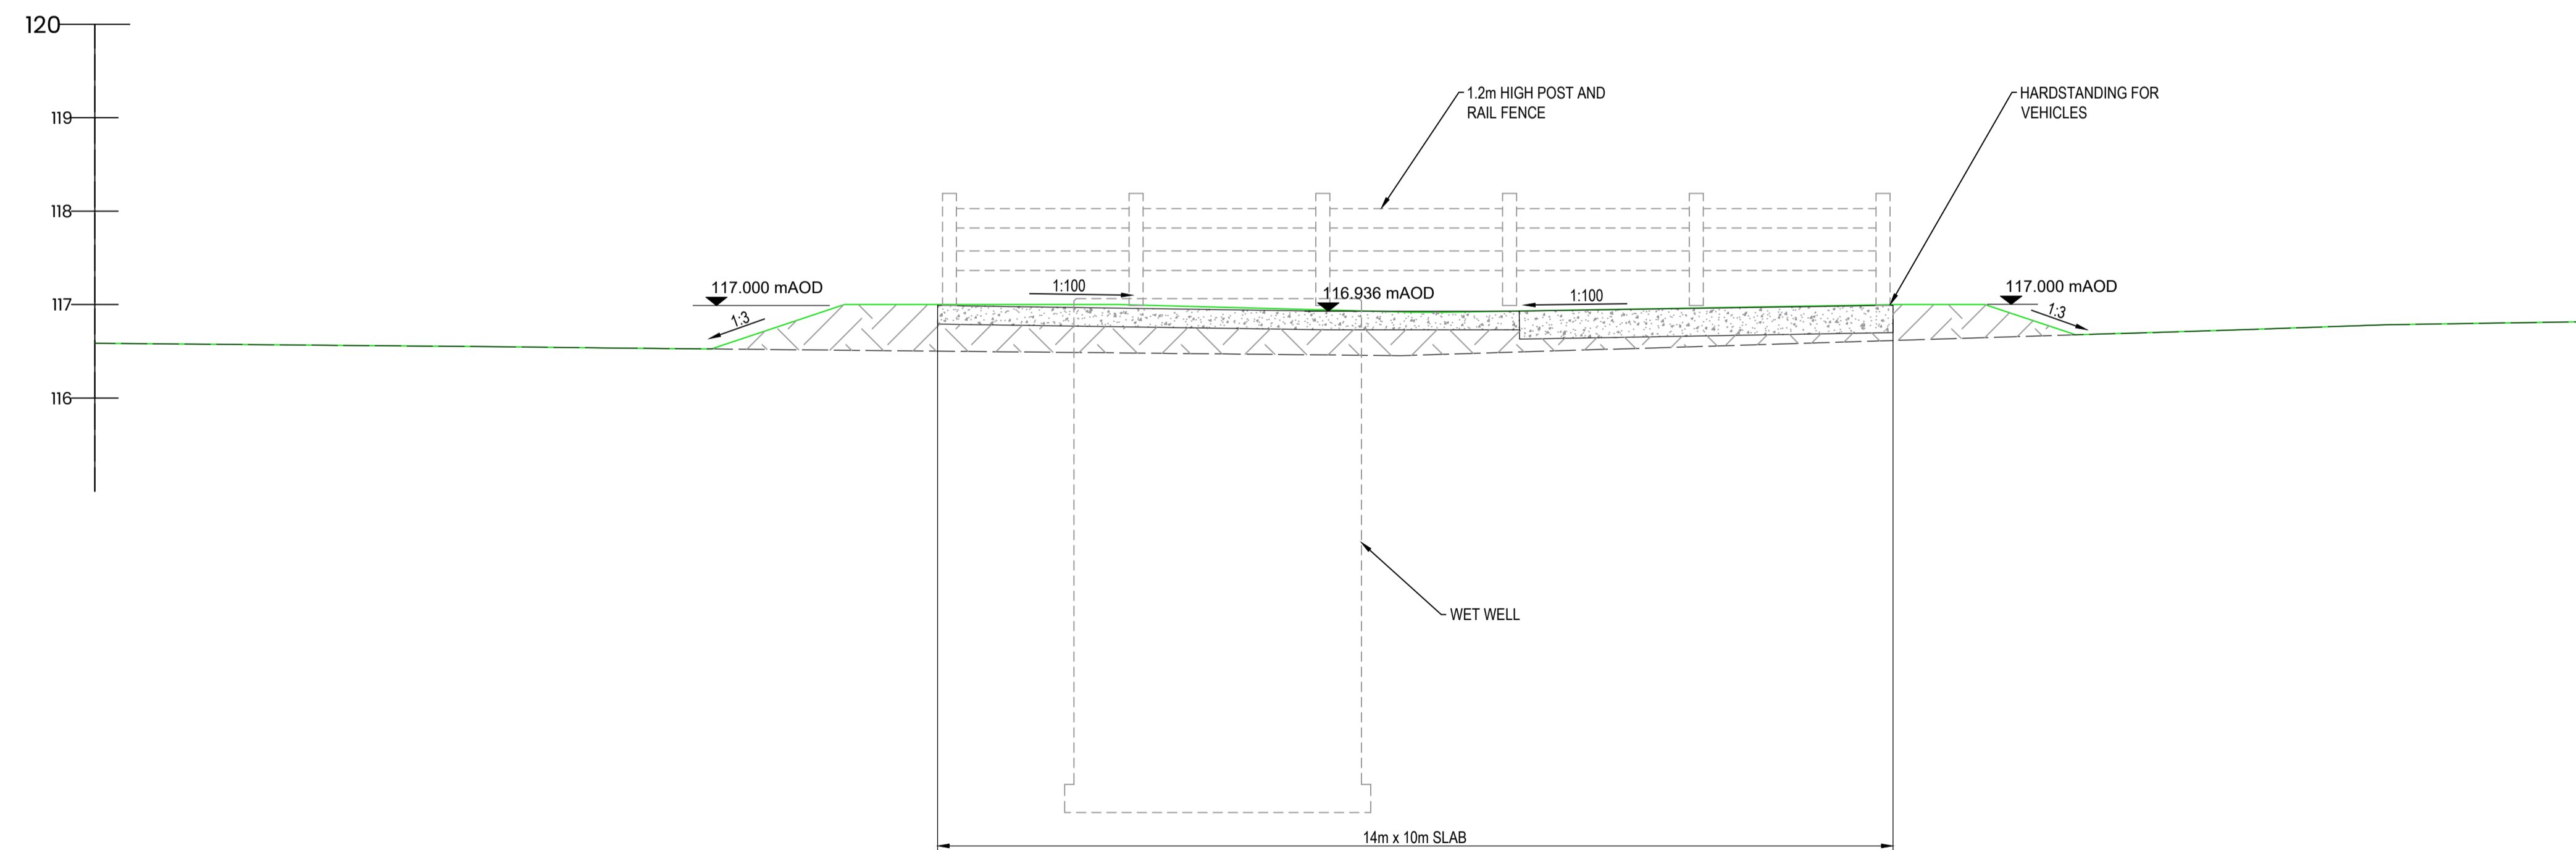 120
119
1.2m HIGH POST AND
RAIL FENCE
HARDSTANDING FOR
VEHICLES
118
117.000 mAOD
1:100
116.936 mAOD
1:100
117.000 mAOD
117
1:3
1:3
116
WET WELL
14m x 10m SLAB